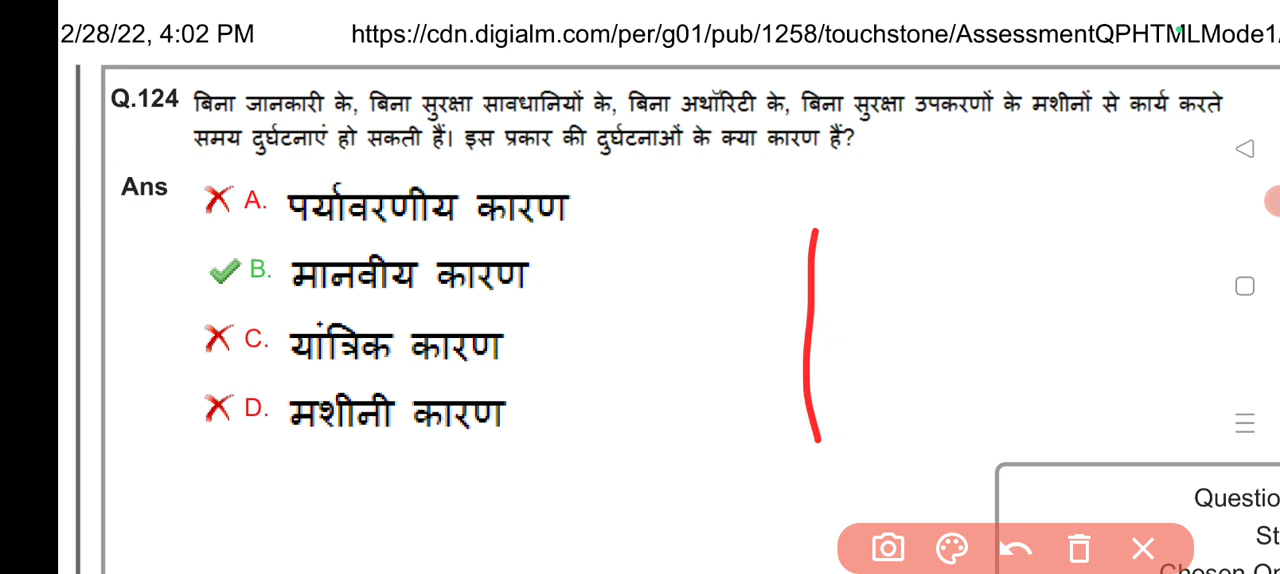 2/28/22, 4:02 PM https://cdn.digialm.com/per/g01/pub/1258/touchstone/AssessmentQPHTMLMode1
Q.124 बिना जानकारी के, बिना सुरक्षा सावधानियों के, बिना अथॉरिटी के, बिना सुरक्षा उपकरणों के मशीनों से कार्य करते
समय दुर्घटनाएं हो सकती हैं। इस प्रकार की दुर्घटनाओं के क्या कारण हैं?
Ans A. पर्यावरणीय कारण
B. मानवीय कारण
C. यांत्रिक कारण
D. मशीनी कारण
Questio
St